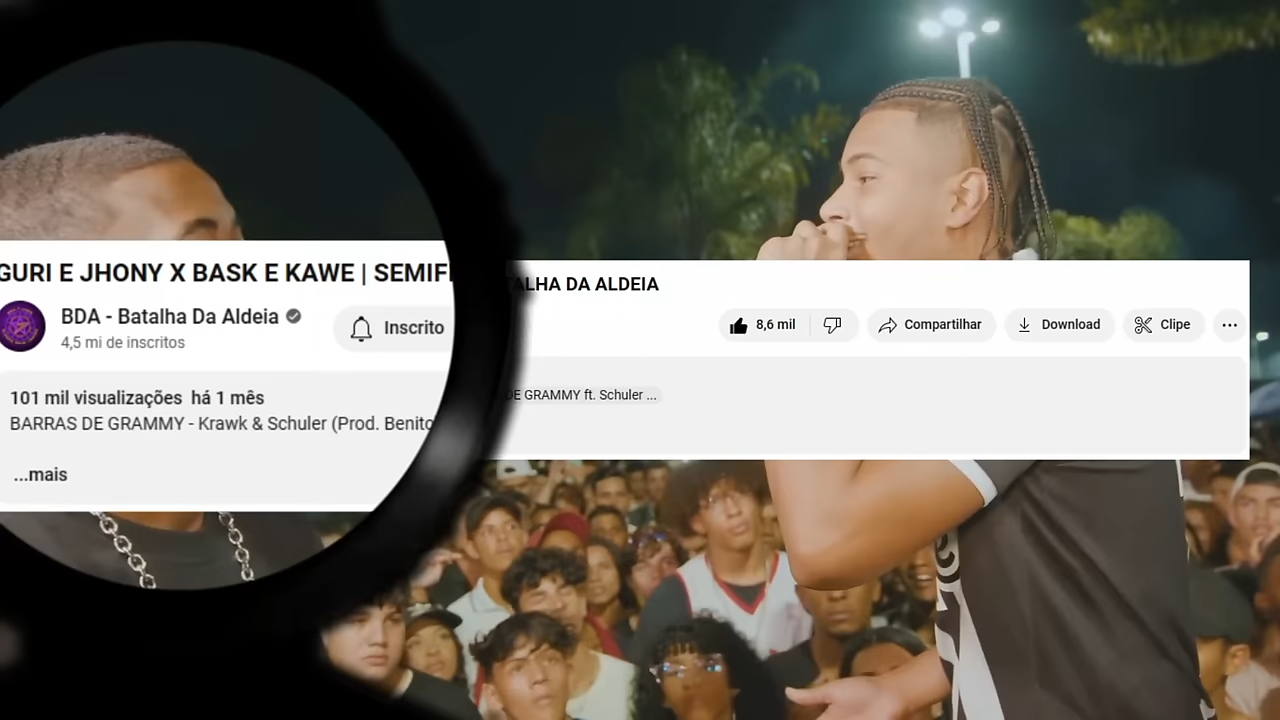 GURI E JHONY X BASK E KAWE | SEMIF
ALHA DA ALDEIA
BDA - Batalha Da Aldeia
4,5 mi de inscritos
Inscrito
8,6 mil
Compartilhar
Download
Clipe
...
101 mil visualizações há 1 mês
BARRAS DE GRAMMY - Krawk & Schuler (Prod. Benito
DE GRAMMY ft. Schuler ...
...mais